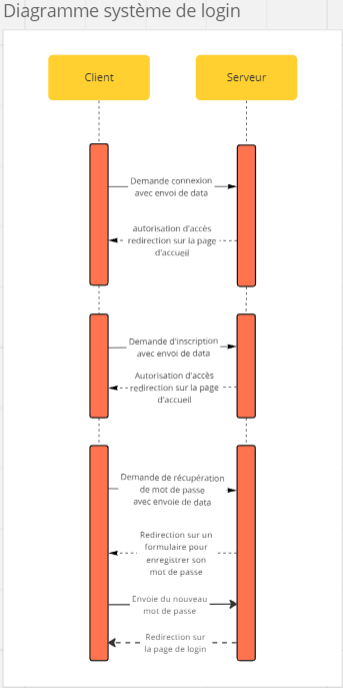 Diagramme système de login
Client
Serveur
Demande connexion
avec envoi de data
autorisation d'accès
redirection sur la page
d'accueil
Demande d'inscription
avec envoi de data
Autorisation d'accès
redirection sur la page
d'accueil
Demande de récupération
de mot de passe
avec envoie de data
Redirection sur un
formulaire pour
enregistrer son
mot de passe
Envoie du nouveau
mot de passe
Redirection sur
la page de login